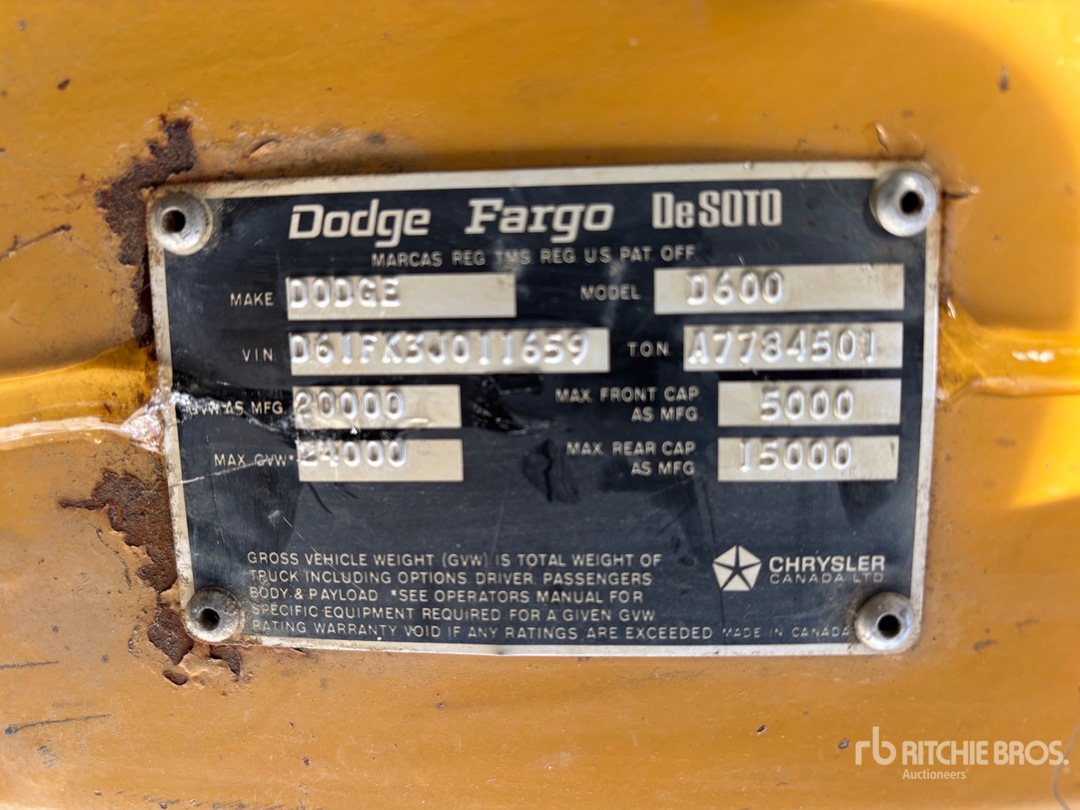 Dodge Fargo DeSOTO
MARCAS REG TMS REG US PAT OFF
MAKE DODGE MODEL D600
VIN D61FK3J011659 TON A7784501
GVW AS MFG 20000 MAX FRONT CAP AS MFG 5000
MAX GVW* 24000 MAX REAR CAP AS MFG 15000
GROSS VEHICLE WEIGHT (GVW) IS TOTAL WEIGHT OF
TRUCK INCLUDING OPTIONS, DRIVER, PASSENGERS
BODY & PAYLOAD *SEE OPERATORS MANUAL FOR
SPECIFIC EQUIPMENT REQUIRED FOR A GIVEN GVW
RATING WARRANTY VOID IF ANY RATINGS ARE EXCEEDED MADE IN CANADA
CHRYSLER
CANADA LTD
rb RITCHIE BROS.
Auctioneers